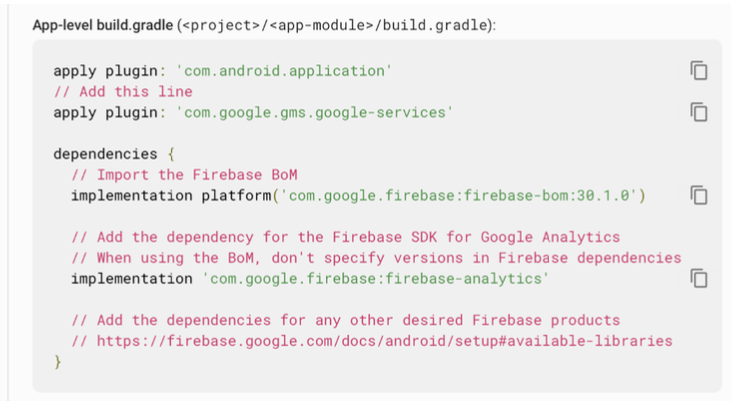 App-level build.gradle (<project>/<app-module>/build.gradle):
apply plugin: 'com.android.application'
// Add this line
apply plugin: 'com.google.gms.google-services'
dependencies {
// Import the Firebase BoM
implementation platform('com.google.firebase:firebase-bom:30.1.0')
// Add the dependency for the Firebase SDK for Google Analytics
// When using the BoM, don't specify versions in Firebase dependencies
implementation 'com.google.firebase:firebase-analytics'
// Add the dependencies for any other desired Firebase products
// https://firebase.google.com/docs/android/setup#available-libraries
}